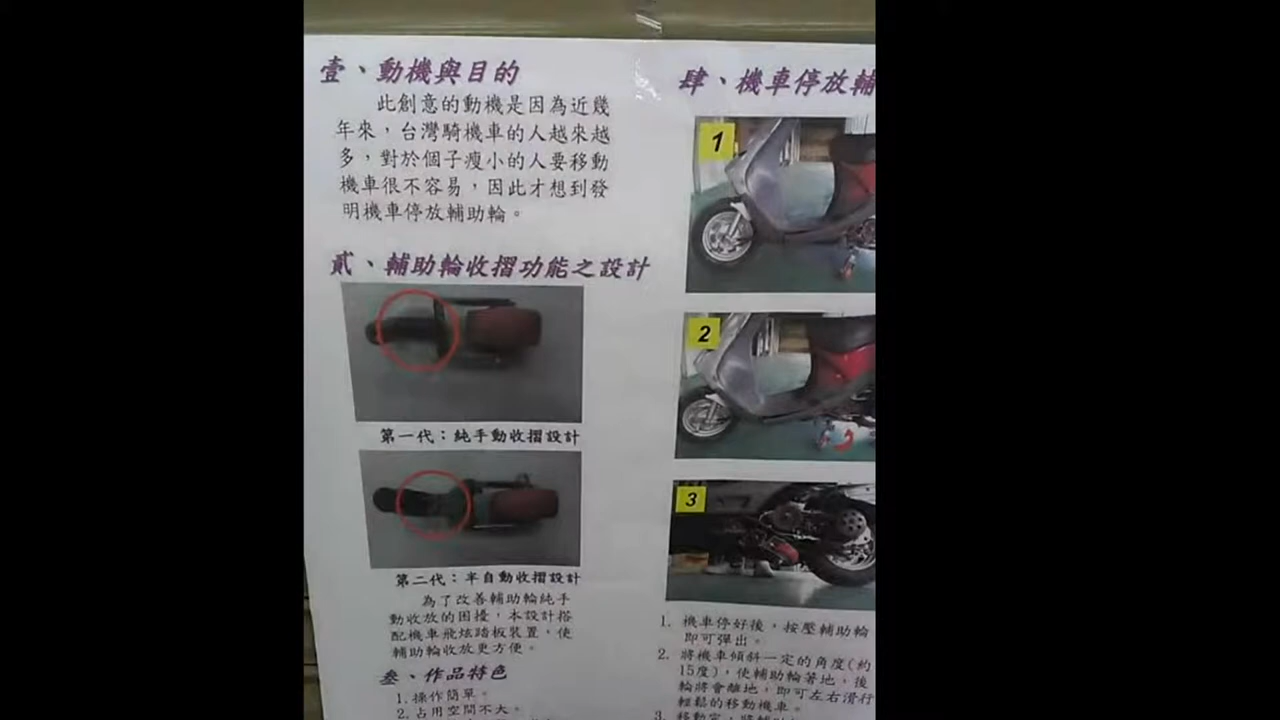 壹、動機與目的
此創意的動機是因為近幾
年來，台灣騎機車的人越來越
多，對於個子瘦小的人要移動
機車很不容易，因此才想到發
明機車停放輔助輪。
貳、輔助輪收摺功能之設計
第一代：純手動收摺設計
第二代：半自動收摺設計
為了改善輔助輪純手
動收放的困擾，本設計搭
配機車飛炫踏板裝置，使
輔助輪收放更方便。
叁、作品特色
1.操作簡單。
2.占用空間不大。
肆、機車停放輔
1
2
3
1. 機車停好後，按壓輔助輪
即可彈出。
2. 將機車傾斜一定的角度(約
15度)，使輔助輪著地，後
輪將會離地，即可左右滑行
輕鬆的移動機車。
3. 移動完，將輔助